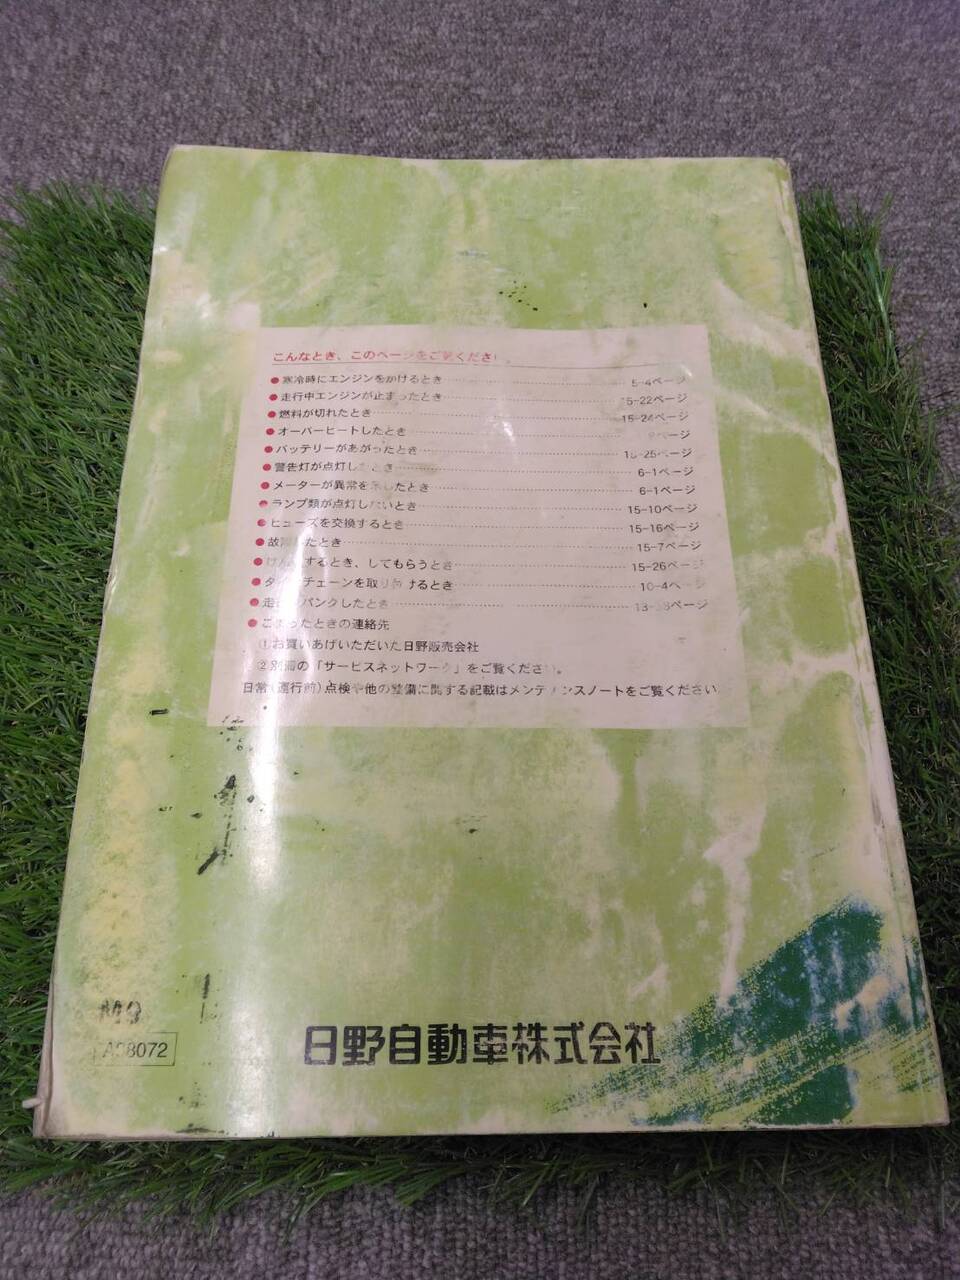 こんなとき、このページをご覧くださ
●寒冷時にエンジンをかけるとき 5-4ページ
●走行中エンジンが止まったとき 15-22ページ
●燃料が切れたとき 15-24ページ
●オーバーヒートしたとき ページ
●バッテリーがあがったとき 15-25ページ
●警告灯が点灯したとき 6-1ページ
●メーターが異常を示したとき 6-1ページ
●ランプ類が点灯しないとき 15-10ページ
●ヒューズを交換するとき 15-16ページ
●故障したとき 15-7ページ
●けん するとき、してもらうとき 15-26ページ
●タイヤチェーンを取り付けるとき 10-4ページ
●走行 パンクしたとき ページ
●こまったときの連絡先
①お買いあげいただいた日野販売会社
②別冊の「サービスネットワーク」をご覧ください。
日常(運行前)点検や他の整備に関する記載はメンテナンスノートをご覧ください
日野自動車株式会社